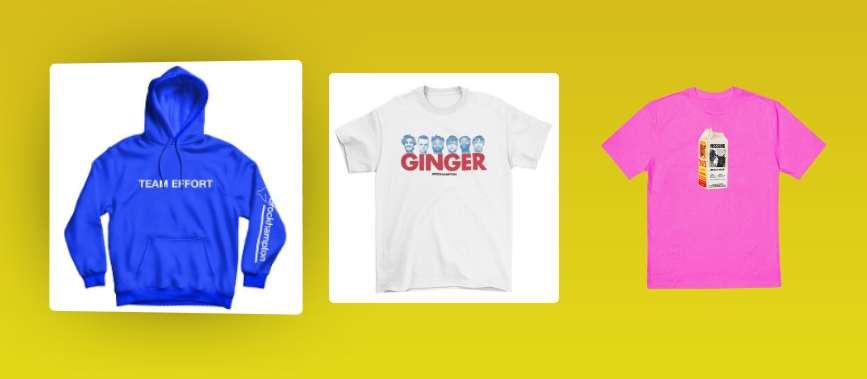 TEAM EFFORT
brockhampton
GINGER
BROCKHAMPTON
MISSING